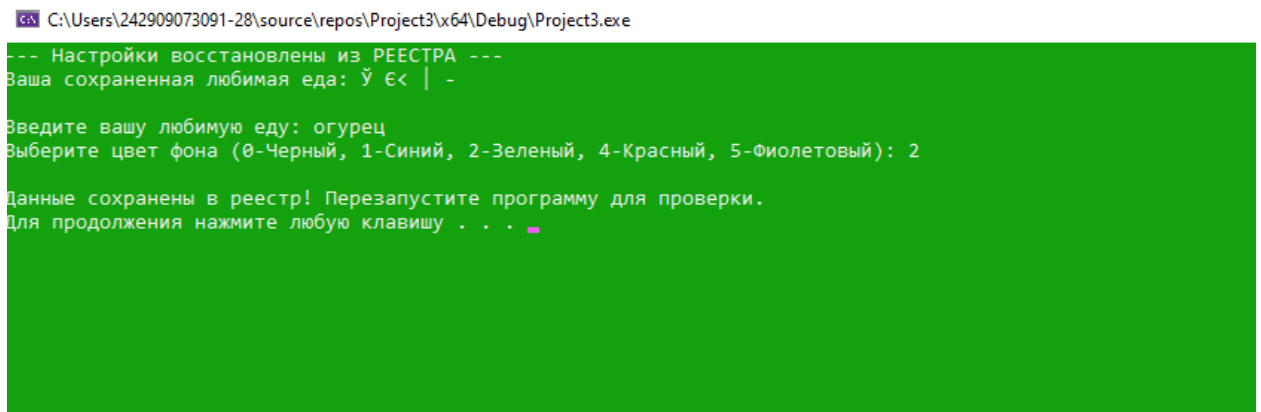 C:\Users\242909073091-28\source\repos\Project3\x64\Debug\Project3.exe
--- Настройки восстановлены из РЕЕСТРА ---
Ваша сохраненная любимая еда: Ў Є< │ -
Введите вашу любимую еду: огурец
Выберите цвет фона (0-Черный, 1-Синий, 2-Зеленый, 4-Красный, 5-Фиолетовый): 2
Данные сохранены в реестр! Перезапустите программу для проверки.
Для продолжения нажмите любую клавишу . . .